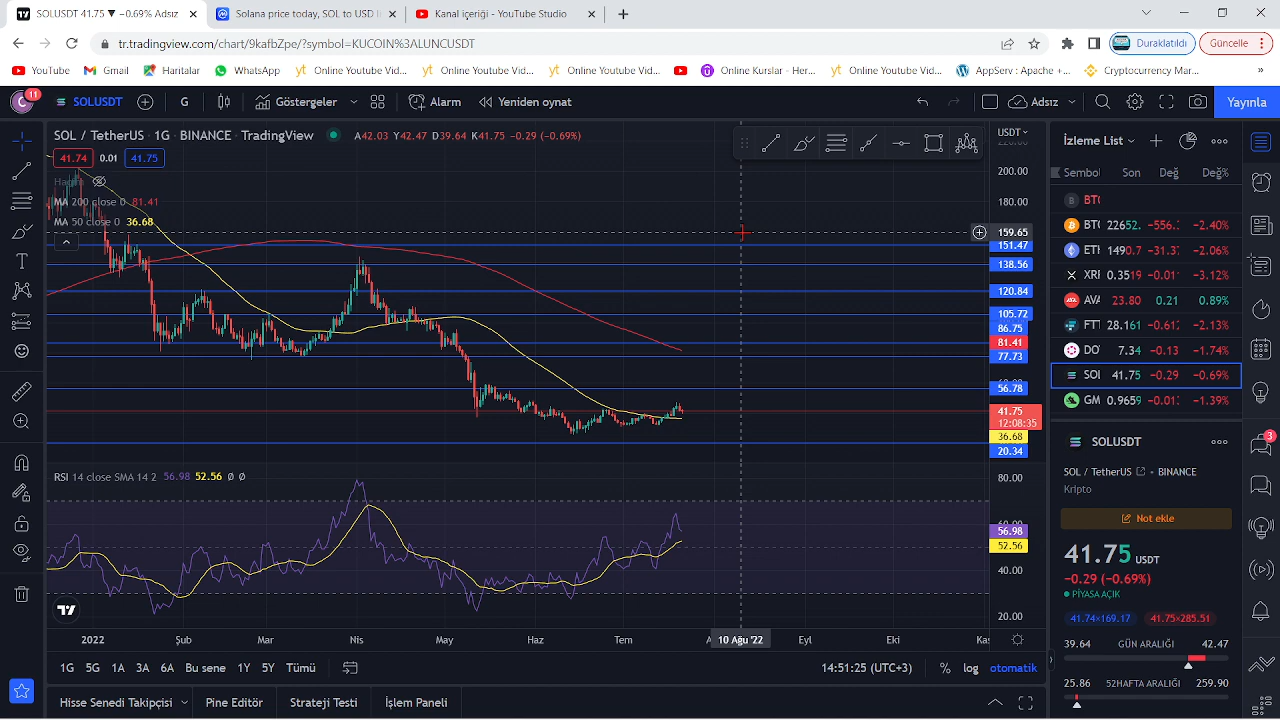 SOLUSDT 41.75 ▼ −0.69% Adsız
Solana price today, SOL to USD l
Kanal içeriği - YouTube Studio
tr.tradingview.com/chart/9kafbZpe/?symbol=KUCOIN%3ALUNCUSDT
Duraklatıldı
Güncelle
YouTube
Gmail
Haritalar
WhatsApp
Online Youtube Vid...
Online Youtube Vid...
Online Youtube Vid...
Online Kurslar - Her...
Online Youtube Vid...
AppServ : Apache +...
Cryptocurrency Mar...
»
11
SOLUSDT
G
Göstergeler
Alarm
Yeniden oynat
Adsız
Yayınla
SOL / TetherUS · 1G · BINANCE · TradingView
A42.03 Y42.47 D39.64 K41.75 −0.29 (−0.69%)
41.74 0.01 41.75
MA 200 close 0 81.41
MA 50 close 0 36.68
USDT
200.00
180.00
159.65
151.47
138.56
120.84
105.72
86.75
81.41
77.73
56.78
41.75
12:08:35
36.68
20.34
RSI 14 close SMA 14 2 56.98 52.56 Ø Ø
80.00
56.98
52.56
40.00
20.00
2022 Şub Mar Nis May Haz Tem 10 Ağu '22 Eyl Eki Kas
1G 5G 1A 3A 6A Bu sene 1Y 5Y Tümü
14:51:25 (UTC+3)
% log otomatik
Hisse Senedi Takipçisi
Pine Editör
Strateji Testi
İşlem Paneli
İzleme List
Sembol Son Değ Değ%
BTC
BTC 22652. −556. −2.40%
ETH 1490.7 −31.3 −2.06%
XRI 0.3519 −0.01 −3.12%
AVA 23.80 0.21 0.89%
FTT 28.161 −0.61 −2.13%
DO 7.34 −0.13 −1.74%
SOL 41.75 −0.29 −0.69%
GM 0.9659 −0.01 −1.39%
SOLUSDT
SOL / TetherUS • BINANCE
Kripto
Not ekle
41.75 USDT
−0.29 (−0.69%)
PİYASA AÇIK
41.74×169.17 41.75×285.51
39.64 GÜN ARALIĞI 42.47
25.86 52HAFTA ARALIĞI 259.90
3